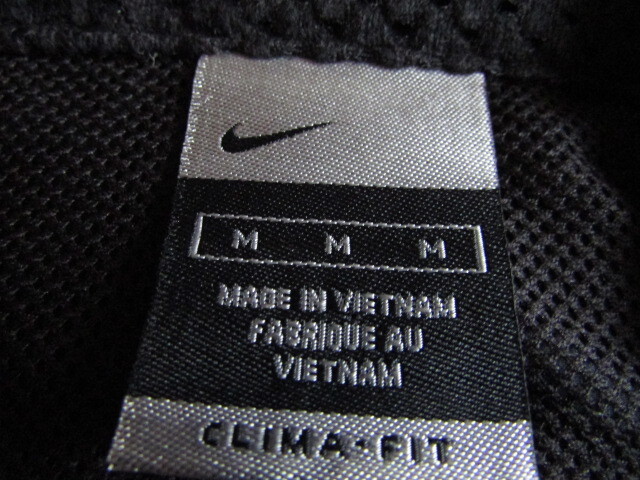 M M M
MADE IN VIETNAM
FABRIQUE AU
VIETNAM
CLIMA·FIT